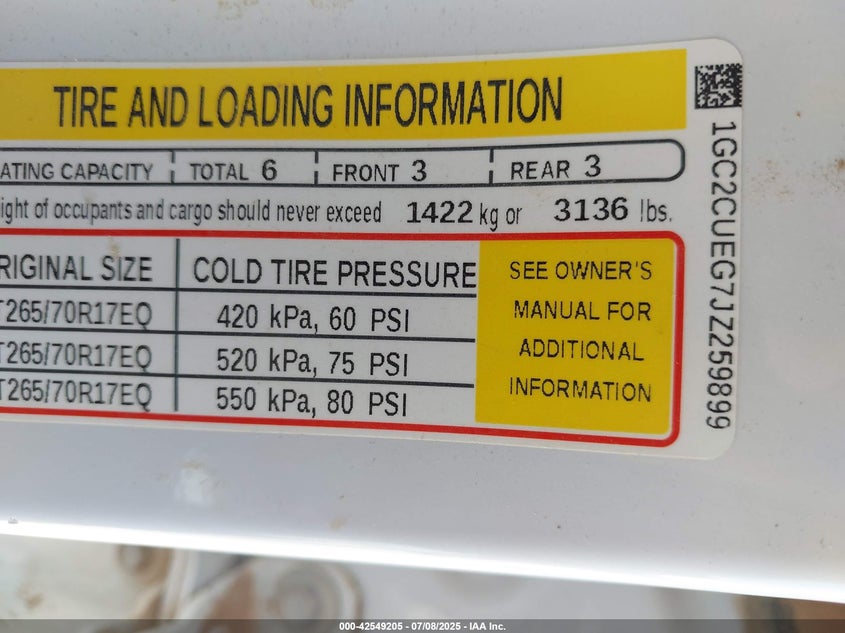 TIRE AND LOADING INFORMATION
ATING CAPACITY TOTAL 6 FRONT 3 REAR 3
ight of occupants and cargo should never exceed 1422 kg or 3136 lbs.
RIGINAL SIZE COLD TIRE PRESSURE
T265/70R17EQ 420 kPa, 60 PSI
T265/70R17EQ 520 kPa, 75 PSI
T265/70R17EQ 550 kPa, 80 PSI
SEE OWNER'S
MANUAL FOR
ADDITIONAL
INFORMATION
1GC2CUEG7JZ259899
000-42549205 - 07/08/2025 - IAA Inc.